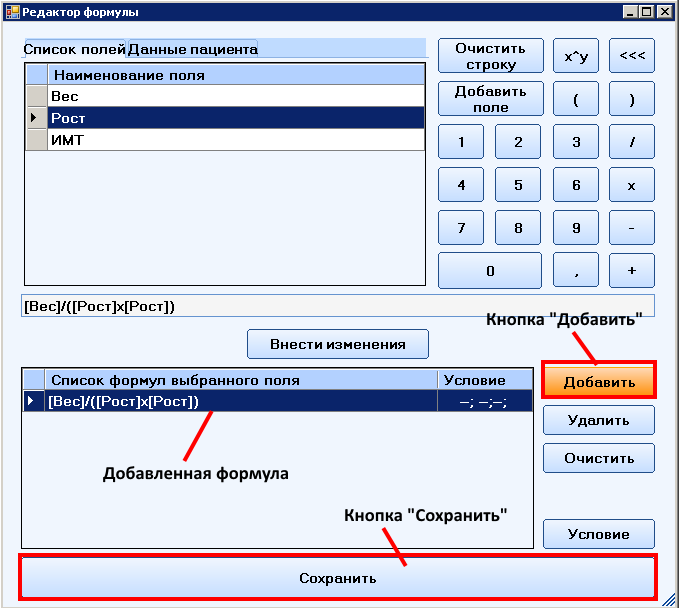 Редактор формулы
Список полей Данные пациента
Наименование поля
Вес
Рост
ИМТ
Очистить
строку
x^y
<<<
Добавить
поле
(
)
1
2
3
/
4
5
6
x
7
8
9
-
0
,
+
[Вес]/([Рост]x[Рост])
Кнопка "Добавить"
Внести изменения
Список формул выбранного поля Условие
[Вес]/([Рост]x[Рост]) –; –;–;
Добавить
Удалить
Очистить
Добавленная формула
Кнопка "Сохранить"
Условие
Сохранить